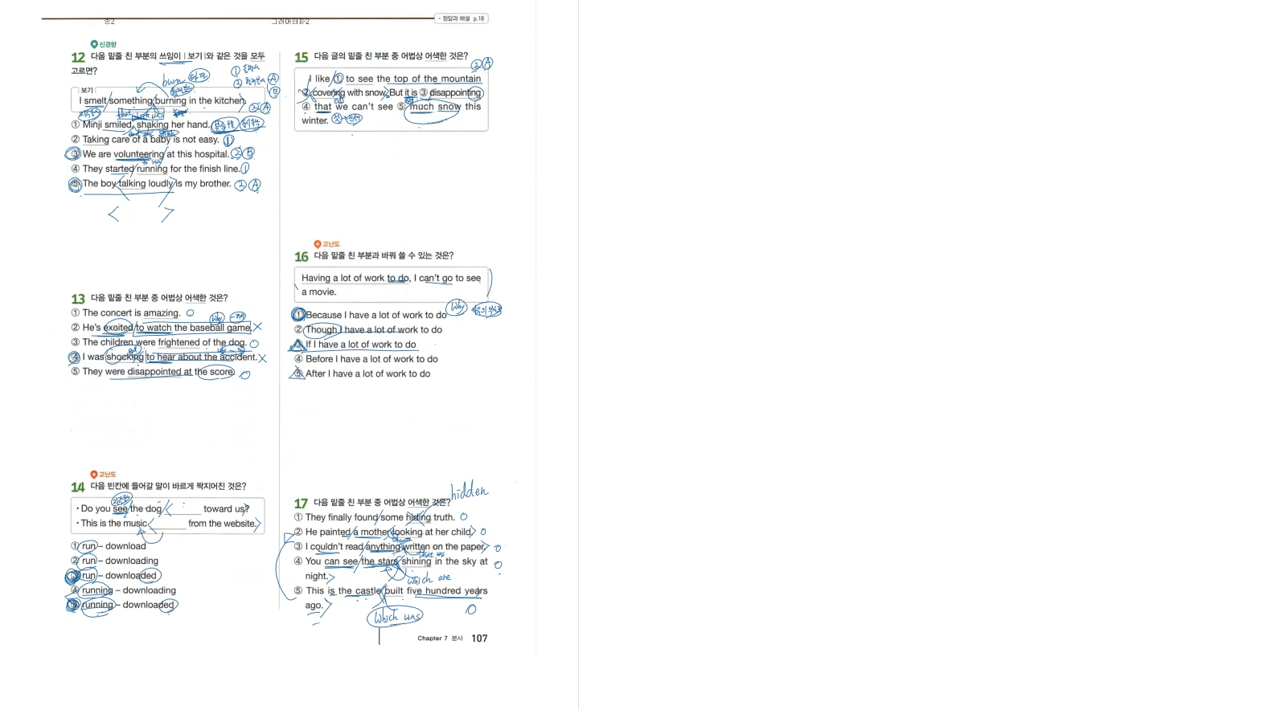 중2
그래머타파2
• 정답과 해설 p.18
신경향
12 다음 밑줄 친 부분의 쓰임이 |보기|와 같은 것을 모두
고르면?
보기
I smelt something burning in the kitchen.
① Minji smiled, shaking her hand.
② Taking care of a baby is not easy.
③ We are volunteering at this hospital.
④ They started running for the finish line.
⑤ The boy talking loudly is my brother.
13 다음 밑줄 친 부분 중 어법상 어색한 것은?
① The concert is amazing.
② He's excited to watch the baseball game.
③ The children were frightened of the dog.
④ I was shocking to hear about the accident.
⑤ They were disappointed at the score.
고난도
14 다음 빈칸에 들어갈 말이 바르게 짝지어진 것은?
• Do you see the dog toward us?
• This is the music from the website.
① run – download
② run – downloading
③ run – downloaded
④ running – downloading
⑤ running – downloaded
15 다음 글의 밑줄 친 부분 중 어법상 어색한 것은?
I like ① to see the top of the mountain
② covering with snow. But it is ③ disappointing
④ that we can't see ⑤ much snow this
winter.
고난도
16 다음 밑줄 친 부분과 바꿔 쓸 수 있는 것은?
Having a lot of work to do, I can't go to see
a movie.
① Because I have a lot of work to do
② Though I have a lot of work to do
③ If I have a lot of work to do
④ Before I have a lot of work to do
⑤ After I have a lot of work to do
hidden
17 다음 밑줄 친 부분 중 어법상 어색한 것은?
① They finally found some hiding truth.
② He painted a mother looking at her child.
③ I couldn't read anything written on the paper.
④ You can see the stars shining in the sky at
night.
which are
⑤ This is the castle built five hundred years
ago.
which was
Chapter 7 분사 107